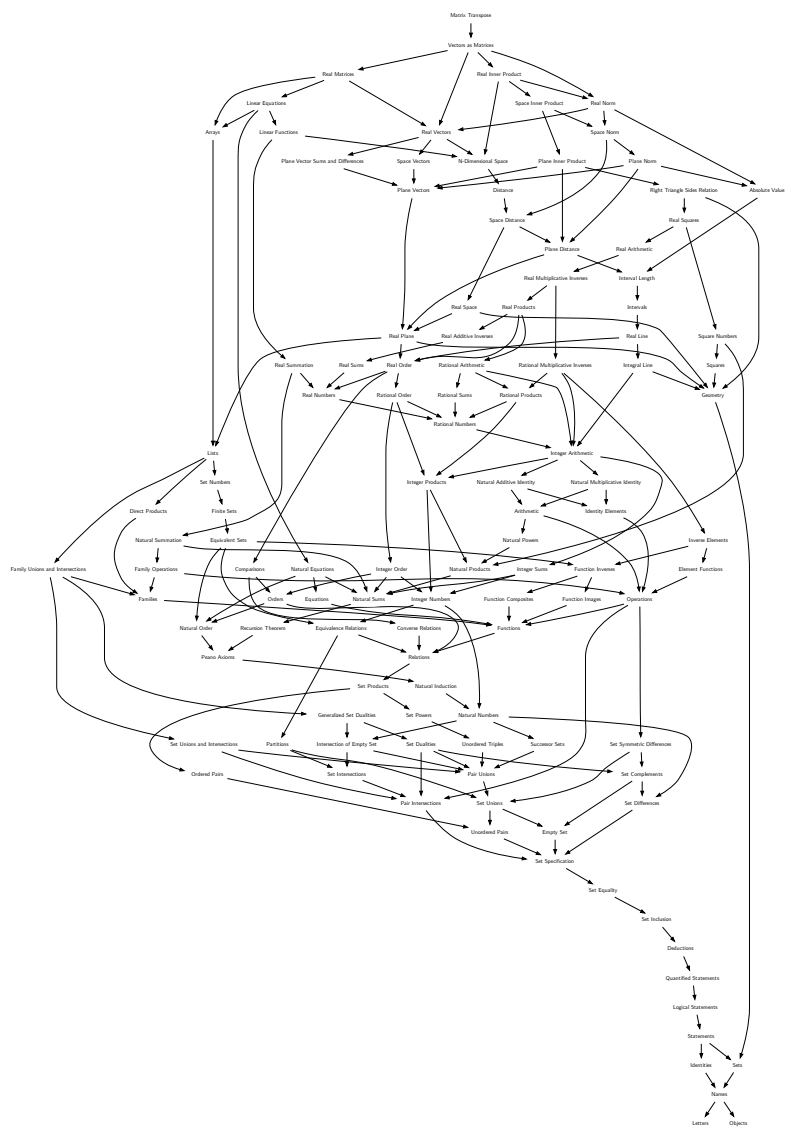 Matrix Transpose
Vectors as Matrices
Real Matrices
Real Inner Product
Linear Equations
Space Inner Product
Real Norm
Arrays
Linear Functions
Real Vectors
Space Norm
Plane Vector Sums and Differences
Space Vectors
N-Dimensional Space
Plane Inner Product
Plane Norm
Plane Vectors
Distance
Right Triangle Sides Relation
Absolute Value
Space Distance
Real Squares
Plane Distance
Real Arithmetic
Real Multiplicative Inverses
Interval Length
Real Space
Real Products
Intervals
Real Plane
Real Additive Inverses
Real Line
Square Numbers
Real Summation
Real Sums
Real Order
Rational Arithmetic
Rational Multiplicative Inverses
Integral Line
Squares
Real Numbers
Rational Order
Rational Sums
Rational Products
Geometry
Rational Numbers
Lists
Integer Arithmetic
Set Numbers
Integer Products
Natural Additive Identity
Natural Multiplicative Identity
Direct Products
Finite Sets
Arithmetic
Identity Elements
Natural Summation
Equivalent Sets
Natural Powers
Inverse Elements
Family Unions and Intersections
Family Operations
Comparisons
Natural Equations
Integer Order
Natural Products
Integer Sums
Function Inverses
Element Functions
Families
Orders
Equations
Natural Sums
Integer Numbers
Function Composites
Function Images
Operations
Natural Order
Recursion Theorem
Equivalence Relations
Converse Relations
Functions
Peano Axioms
Relations
Set Products
Natural Induction
Generalized Set Dualities
Set Powers
Natural Numbers
Set Unions and Intersections
Partitions
Intersection of Empty Set
Set Dualities
Unordered Triples
Successor Sets
Set Symmetric Differences
Ordered Pairs
Set Intersections
Pair Unions
Set Complements
Pair Intersections
Set Unions
Set Differences
Unordered Pairs
Empty Set
Set Specification
Set Equality
Set Inclusion
Deductions
Quantified Statements
Logical Statements
Statements
Identities
Sets
Names
Letters
Objects